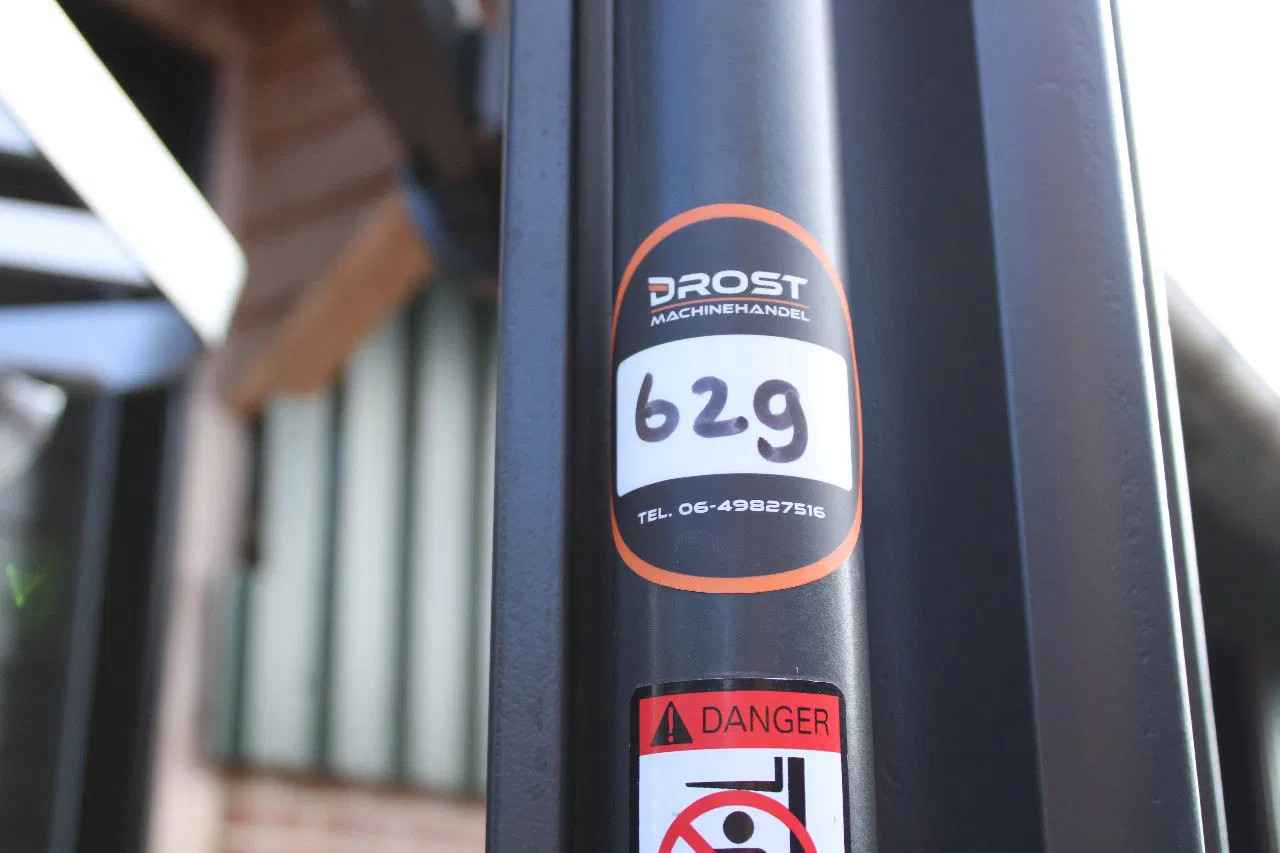 DROST
MACHINEHANDEL
629
TEL. 06-49827516
DANGER